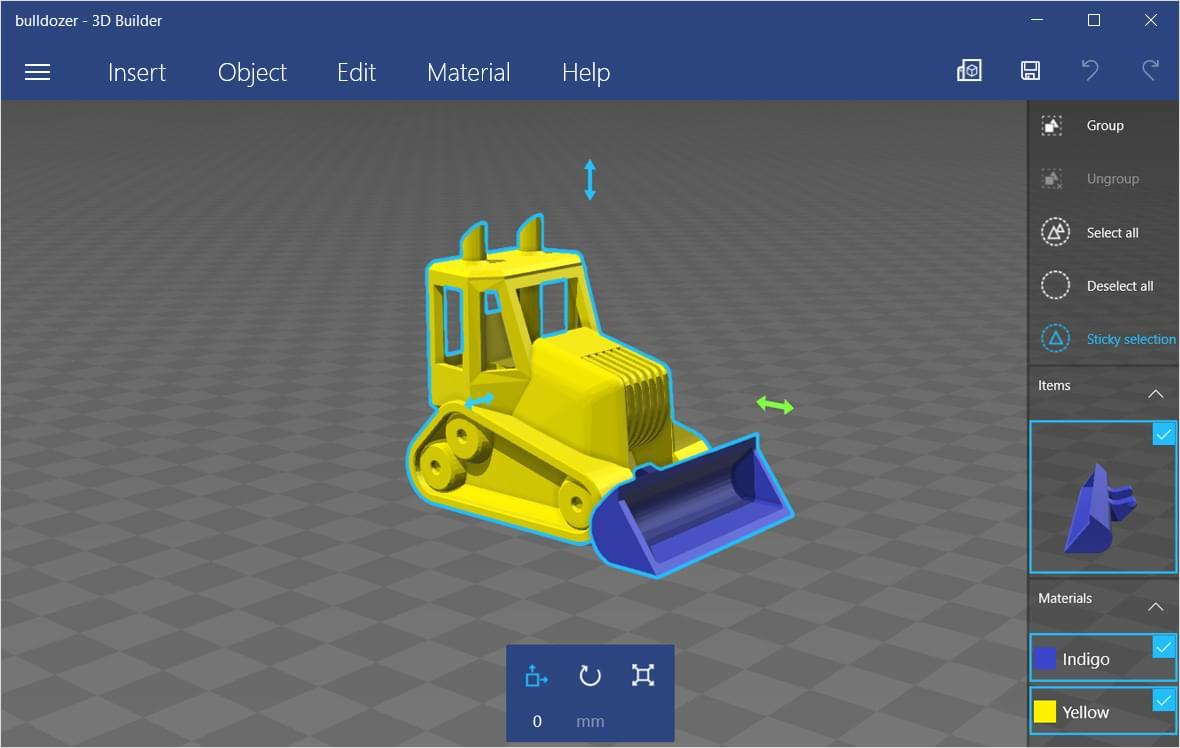 bulldozer - 3D Builder
Insert Object Edit Material Help
Group
Ungroup
Select all
Deselect all
Sticky selection
Items
Materials
Indigo
Yellow
0 mm